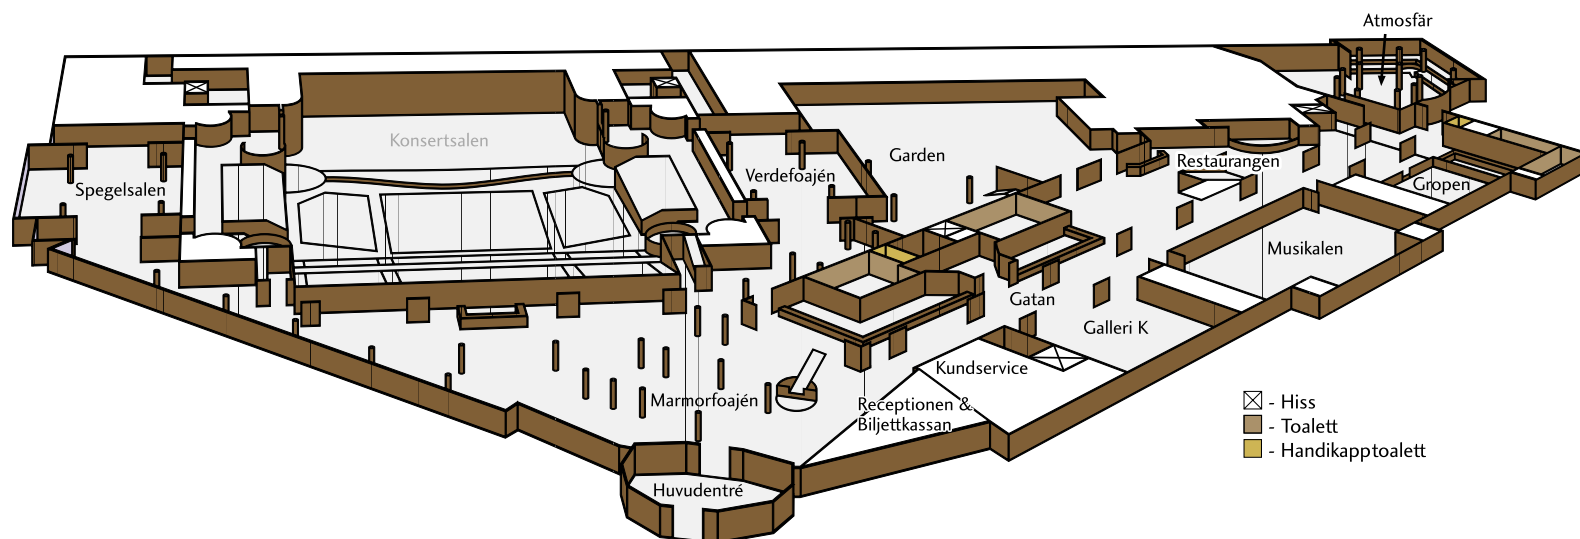 Atmosfär
Konsertsalen
Garden
Restaurangen
Spegelsalen
Verdefoajén
Gropen
Musikalen
Gatan
Galleri K
Kundservice
Marmorfoajén
Receptionen &
Biljettkassan
Huvudentré
- Hiss
- Toalett
- Handikapptoalett